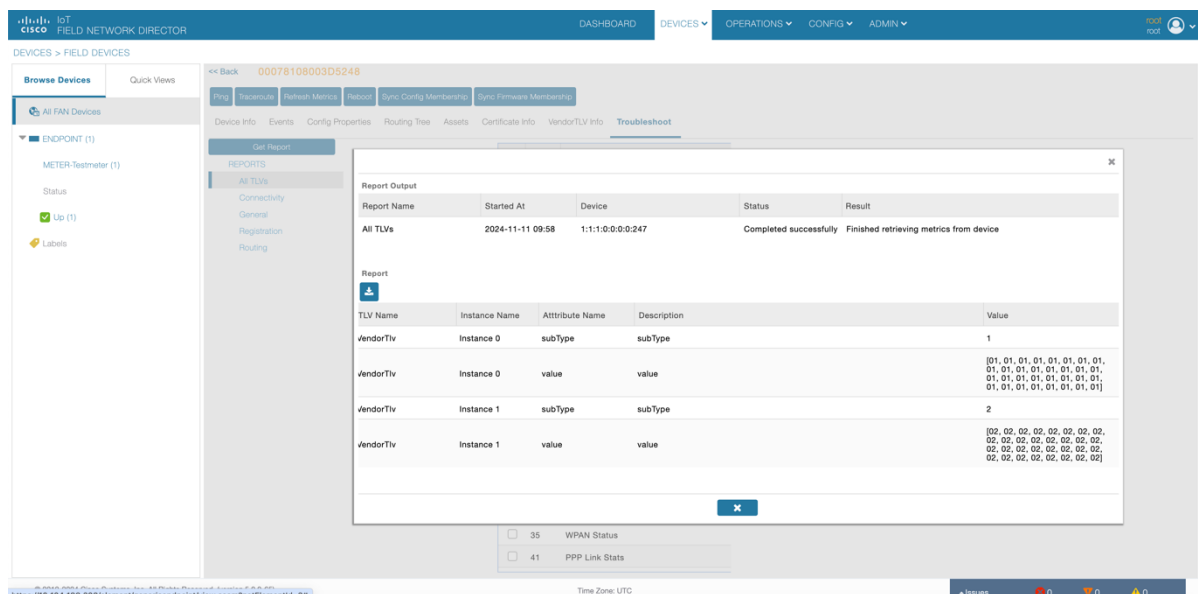 IoT
CISCO FIELD NETWORK DIRECTOR
DASHBOARD DEVICES OPERATIONS CONFIG ADMIN
root
root
DEVICES > FIELD DEVICES
Browse Devices Quick Views
<< Back 00078108003D5248
Ping Traceroute Refresh Metrics Reboot Sync Config Membership Sync Firmware Membership
All FAN Devices
Device Info Events Config Properties Routing Tree Assets Certificate Info VendorTLV Info Troubleshoot
ENDPOINT (1)
METER-Testmeter (1)
Status
Up (1)
Labels
Get Report
REPORTS
All TLVs
Connectivity
General
Registration
Routing
Report Output
Report Name Started At Device Status Result
All TLVs 2024-11-11 09:58 1:1:1:0:0:0:0:247 Completed successfully Finished retrieving metrics from device
Report
TLV Name Instance Name Atttribute Name Description Value
VendorTlv Instance 0 subType subType 1
VendorTlv Instance 0 value value [01, 01, 01, 01, 01, 01, 01, 01,
01, 01, 01, 01, 01, 01, 01, 01,
01, 01, 01, 01, 01, 01, 01, 01,
01, 01, 01, 01, 01, 01, 01, 01]
VendorTlv Instance 1 subType subType 2
VendorTlv Instance 1 value value [02, 02, 02, 02, 02, 02, 02, 02,
02, 02, 02, 02, 02, 02, 02, 02,
02, 02, 02, 02, 02, 02, 02, 02,
02, 02, 02, 02, 02, 02, 02, 02]
35 WPAN Status
41 PPP Link Stats
Time Zone: UTC
Issues 0 0 0